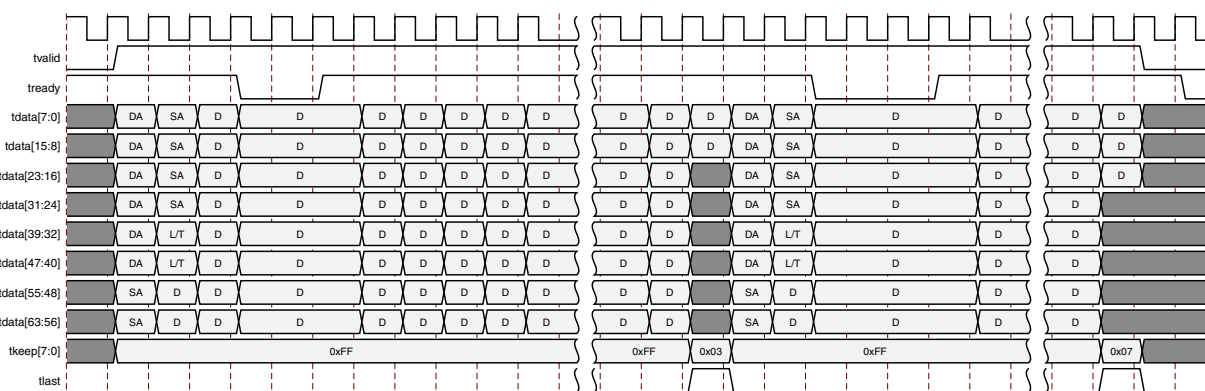 tvalid
tready
tdata[7:0] DA SA D D D D D D D D D D DA SA D D D D
tdata[15:8] DA SA D D D D D D D D D D DA SA D D D D
tdata[23:16] DA SA D D D D D D D D D DA SA D D D D
tdata[31:24] DA SA D D D D D D D D D DA SA D D D
tdata[39:32] DA L/T D D D D D D D D D DA L/T D D D
tdata[47:40] DA L/T D D D D D D D D D DA L/T D D D
tdata[55:48] SA D D D D D D D D D D SA D D D D
tdata[63:56] SA D D D D D D D D D D SA D D D D
tkeep[7:0] 0xFF 0xFF 0x03 0xFF 0x07
tlast